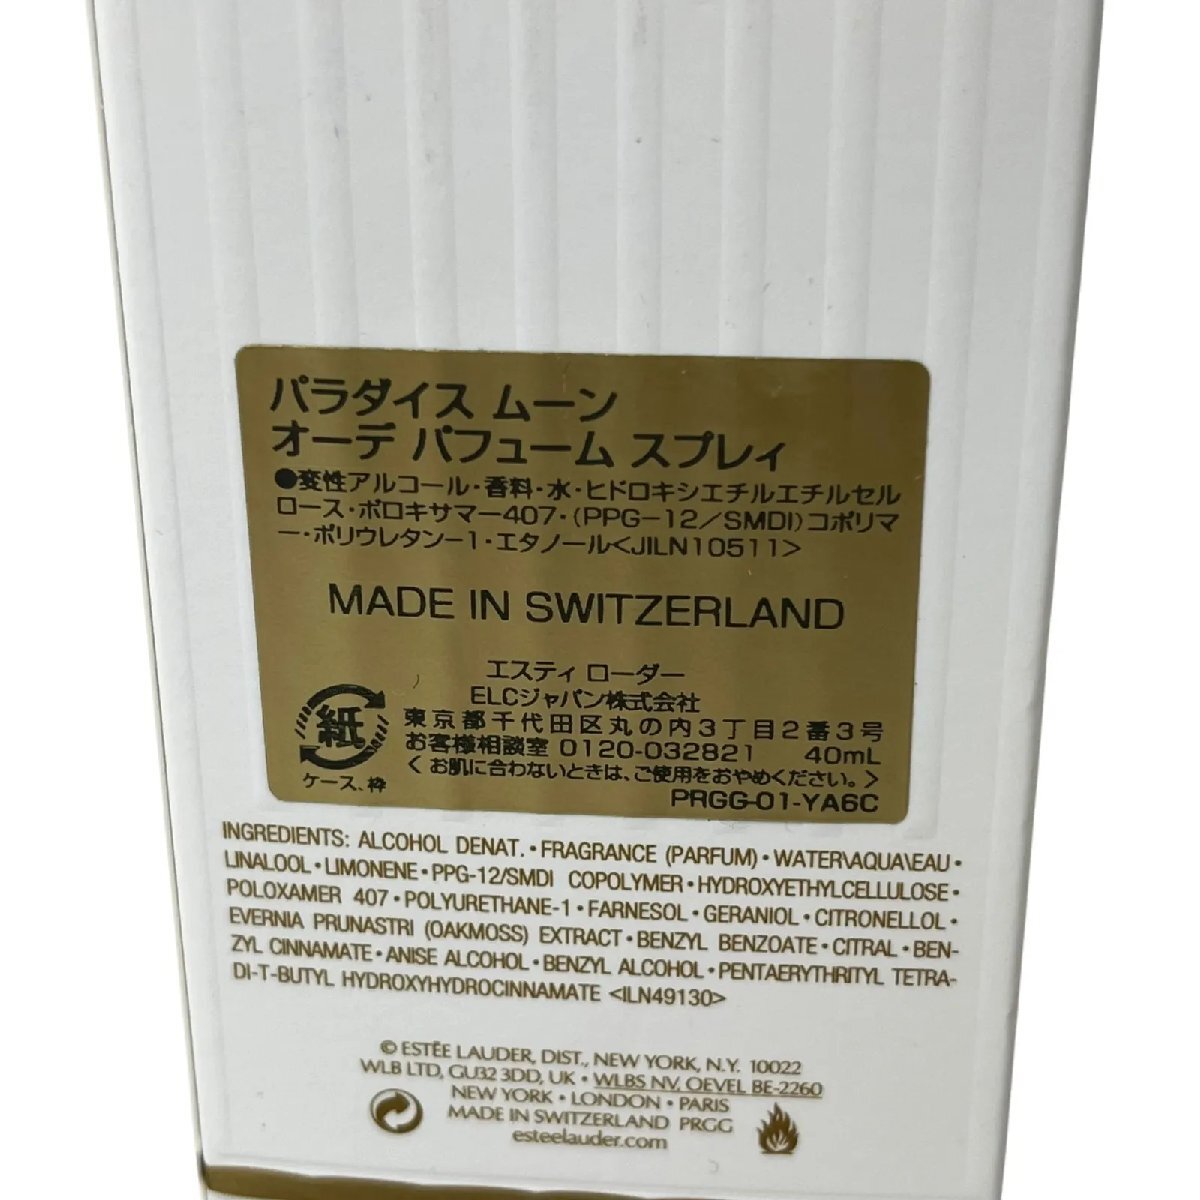 パラダイス ムーン
オーデ パフューム スプレィ
●変性アルコール・香料・水・ヒドロキシエチルエチルセル
ロース・ポロキサマー407・(PPG-12/SMDI)コポリマ
ー・ポリウレタン-1・エタノール<JILN10511>
MADE IN SWITZERLAND
エスティ ローダー
ELCジャパン株式会社
東京都千代田区丸の内3丁目2番3号
お客様相談室 0120-032821 40mL
<お肌に合わないときは、ご使用をおやめください。>
PRGG-01-YA6C
紙
ケース、枠
INGREDIENTS: ALCOHOL DENAT.・FRAGRANCE (PARFUM)・WATER\AQUA\EAU・
LINALOOL・LIMONENE・PPG-12/SMDI COPOLYMER・HYDROXYETHYLCELLULOSE・
POLOXAMER 407・POLYURETHANE-1・FARNESOL・GERANIOL・CITRONELLOL・
EVERNIA PRUNASTRI (OAKMOSS) EXTRACT・BENZYL BENZOATE・CITRAL・BEN-
ZYL CINNAMATE・ANISE ALCOHOL・BENZYL ALCOHOL・PENTAERYTHRITYL TETRA-
DI-T-BUTYL HYDROXYHYDROCINNAMATE <ILN49130>
© ESTÉE LAUDER, DIST., NEW YORK, N.Y. 10022
WLB LTD, GU32 3DD, UK・WLBS NV, OEVEL BE-2260
NEW YORK・LONDON・PARIS
MADE IN SWITZERLAND PRGG
esteelauder.com